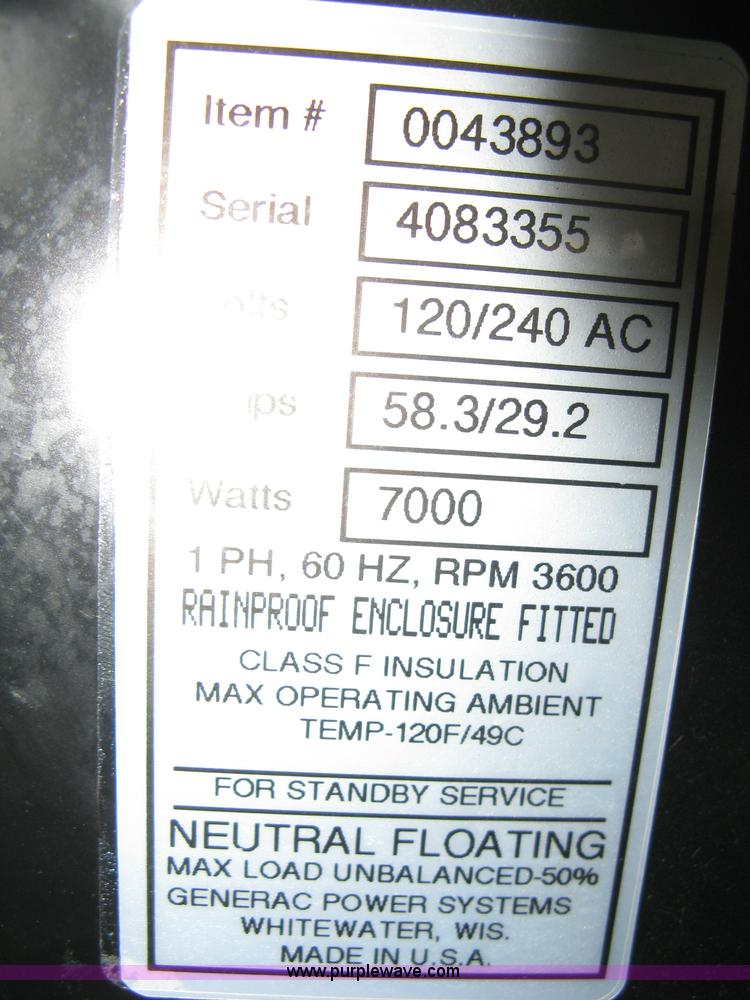 Item # 0043893
Serial 4083355
120/240 AC
58.3/29.2
Watts 7000
1 PH, 60 HZ, RPM 3600
RAINPROOF ENCLOSURE FITTED
CLASS F INSULATION
MAX OPERATING AMBIENT
TEMP-120F/49C
FOR STANDBY SERVICE
NEUTRAL FLOATING
MAX LOAD UNBALANCED-50%
GENERAC POWER SYSTEMS
WHITEWATER, WIS.
MADE IN U.S.A.
www.purplewave.com